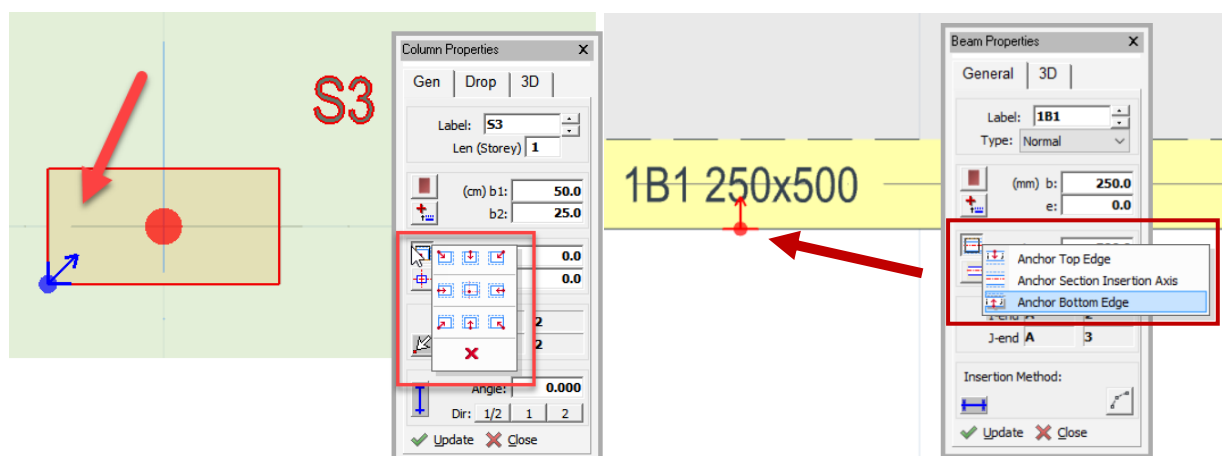 S3
Column Properties X
Gen Drop 3D
Label: S3
Len (Storey) 1
(cm) b1: 50.0
b2: 25.0
0.0
0.0
2
2
Angle: 0.000
Dir: 1/2 1 2
Update Close
1B1 250x500
Beam Properties X
General 3D
Label: 1B1
Type: Normal
(mm) b: 250.0
e: 0.0
Anchor Top Edge
Anchor Section Insertion Axis
Anchor Bottom Edge
J-end A 3
Insertion Method:
Update Close